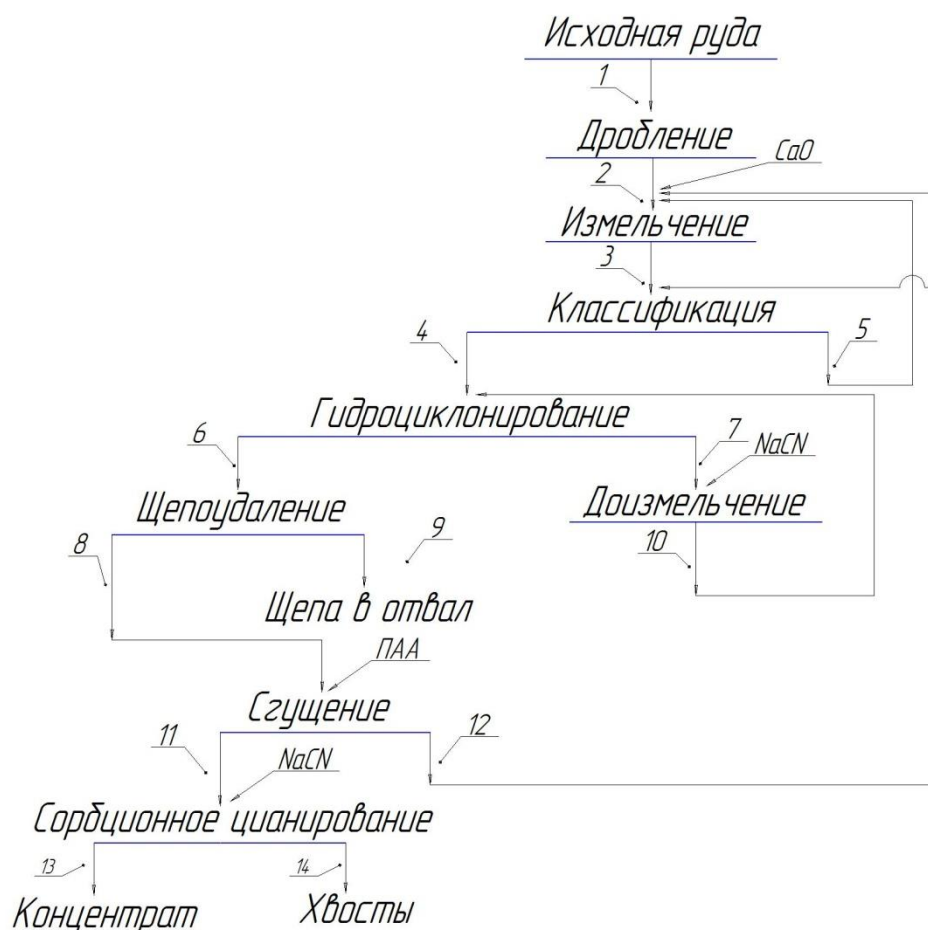 Исходная руда
1
Дробление
CaO
2
Измельчение
3
Классификация
4
5
Гидроциклонирование
6
7
NaCN
Щепоудаление
Доизмельчение
8
9
10
Щепа в отвал
ПАА
Сгущение
11
12
NaCN
Сорбционное цианирование
13
14
Концентрат
Хвосты